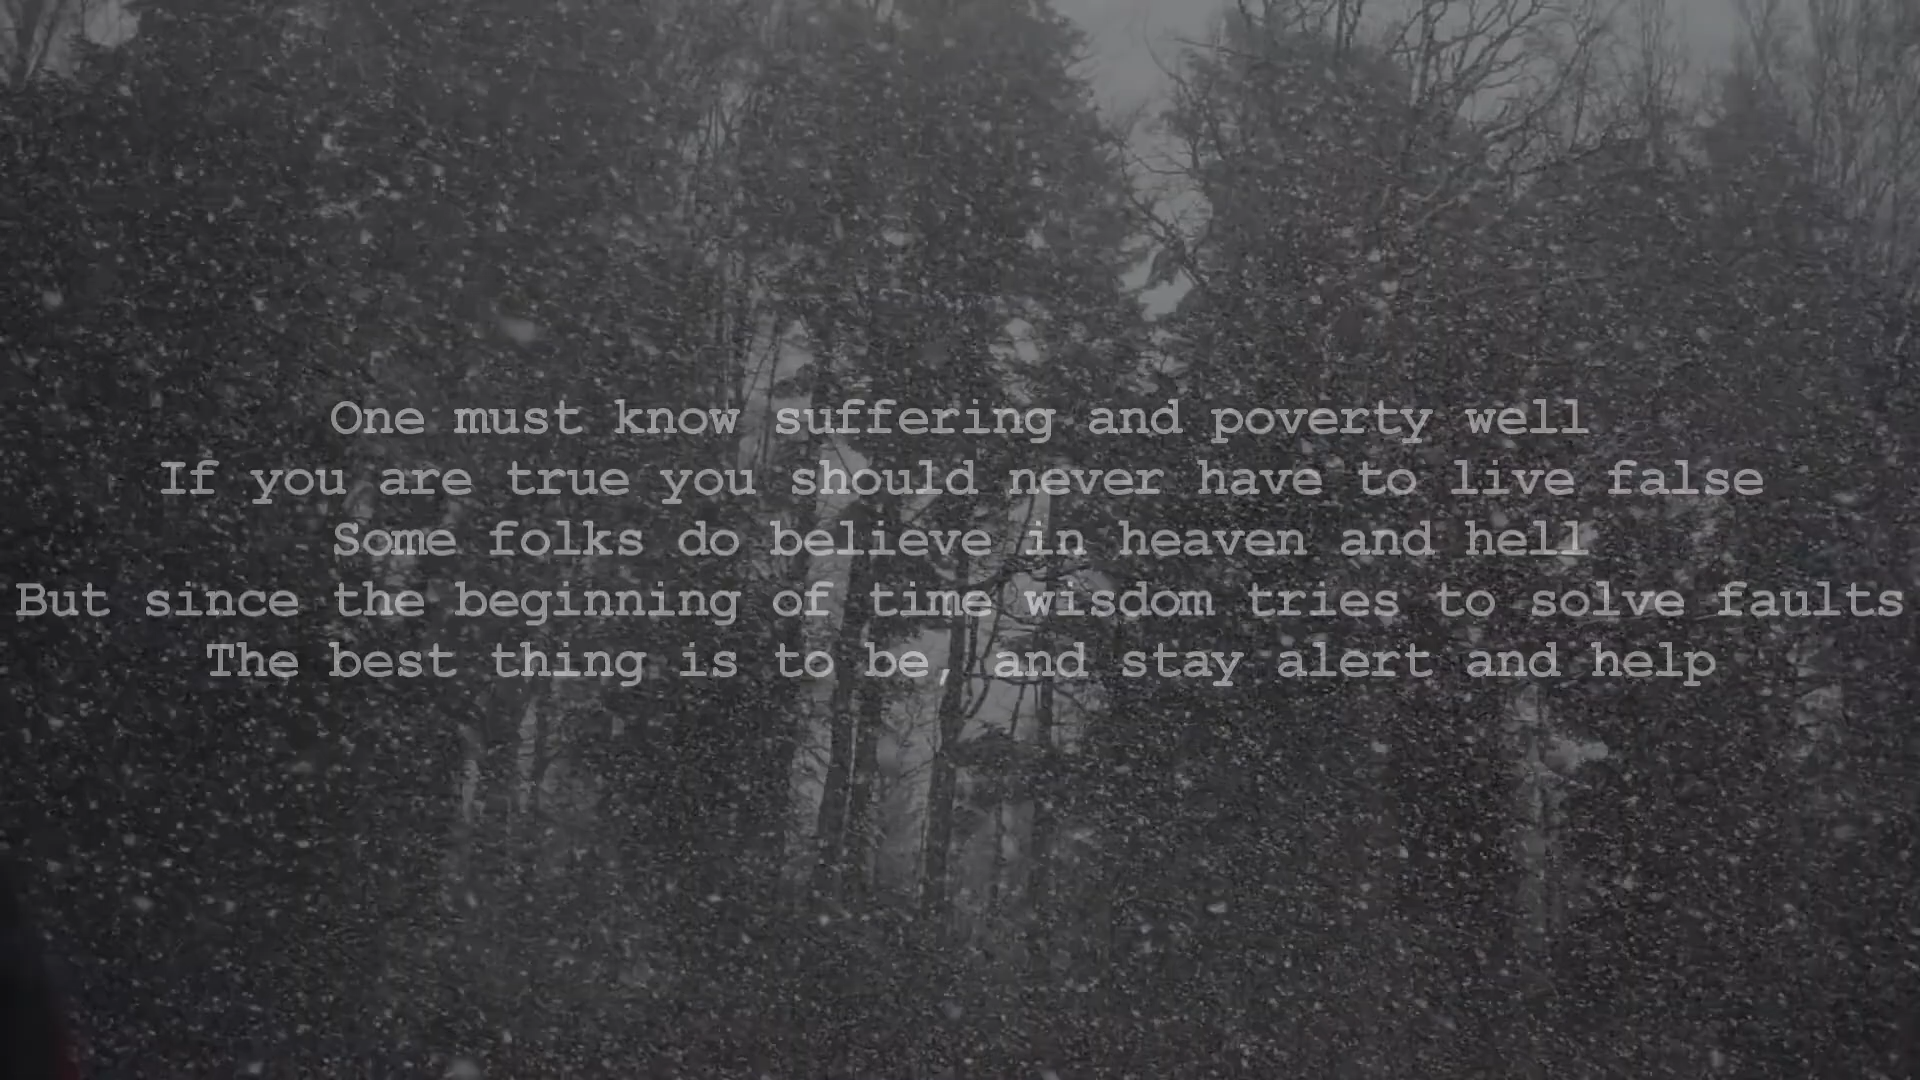 One must know suffering and poverty well
If you are true you should never have to live false
Some folks do believe in heaven and hell
But since the beginning of time wisdom tries to solve faults
The best thing is to be, and stay alert and help